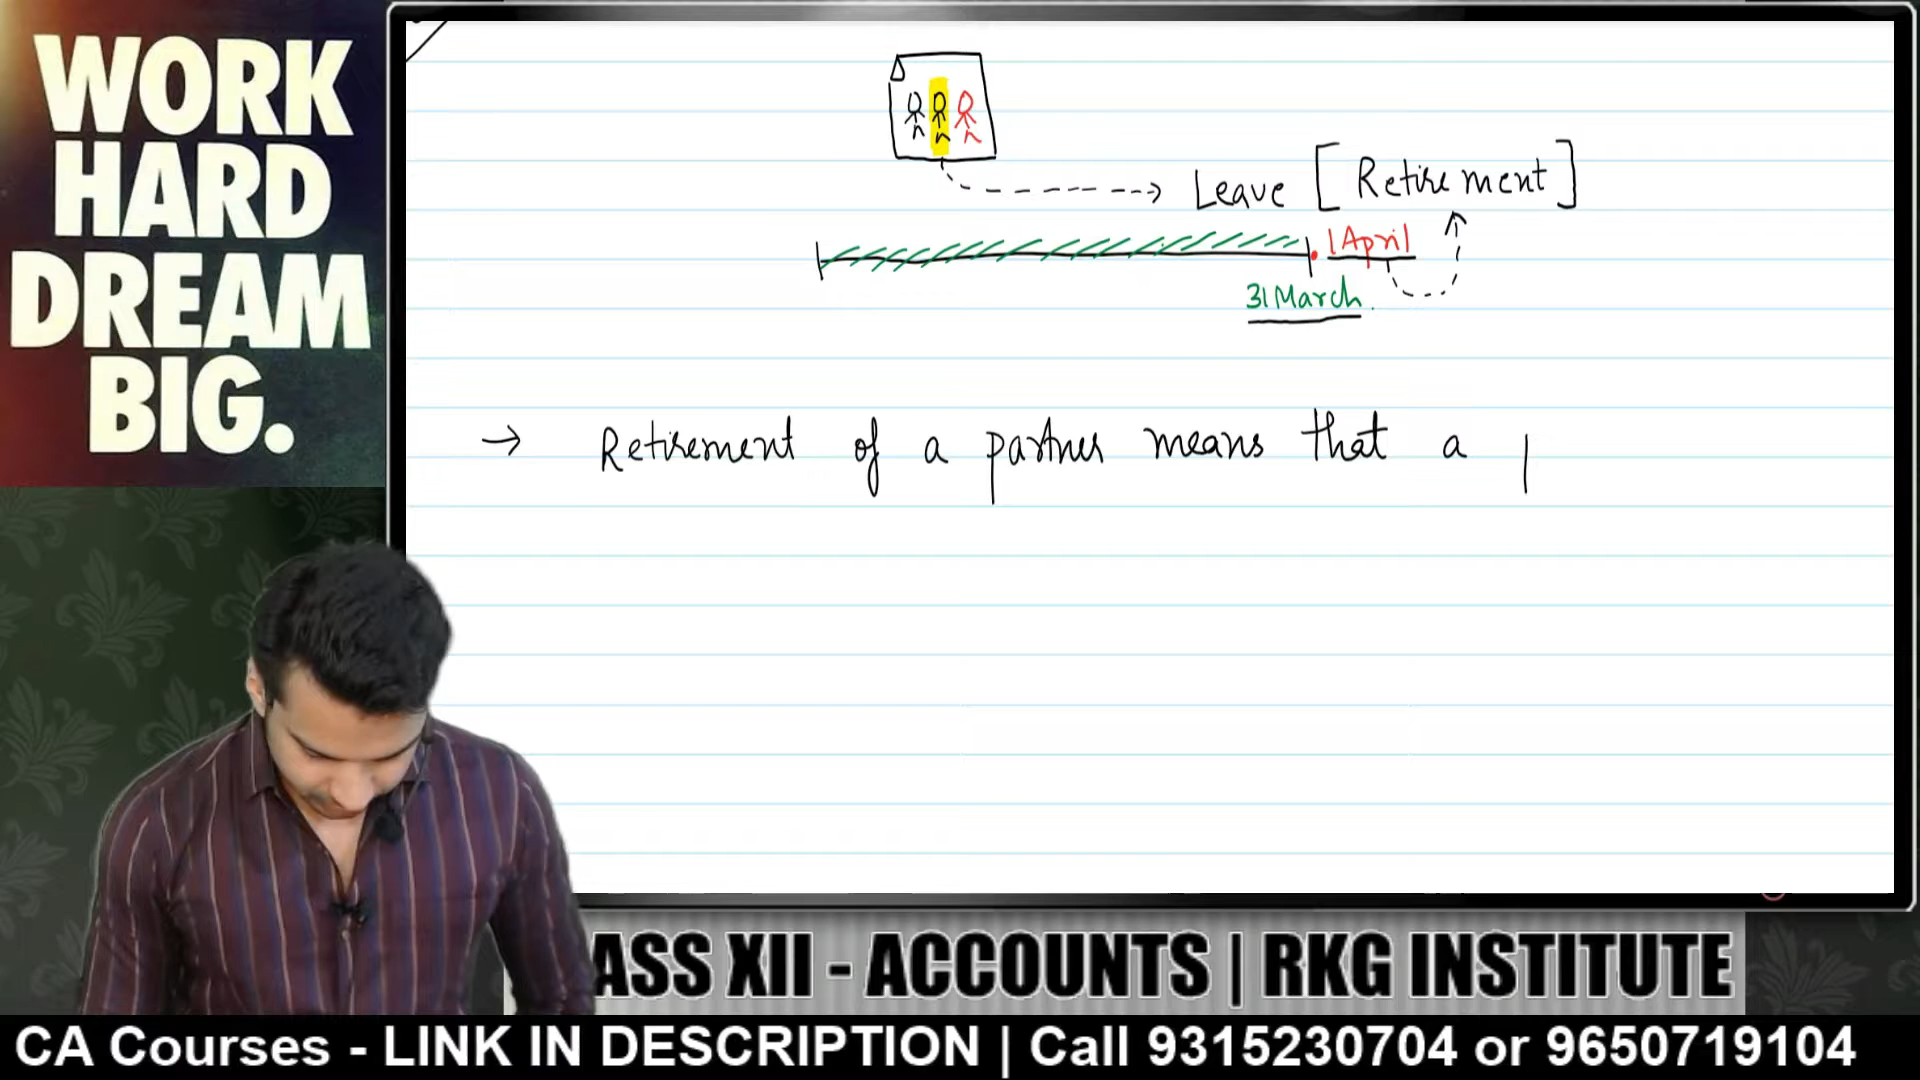 WORK
HARD
DREAM
BIG.
Leave [Retirement]
1 April
31 March
→ Retirement of a partner means that a
ASS XII - ACCOUNTS | RKG INSTITUTE
CA Courses - LINK IN DESCRIPTION | Call 9315230704 or 9650719104